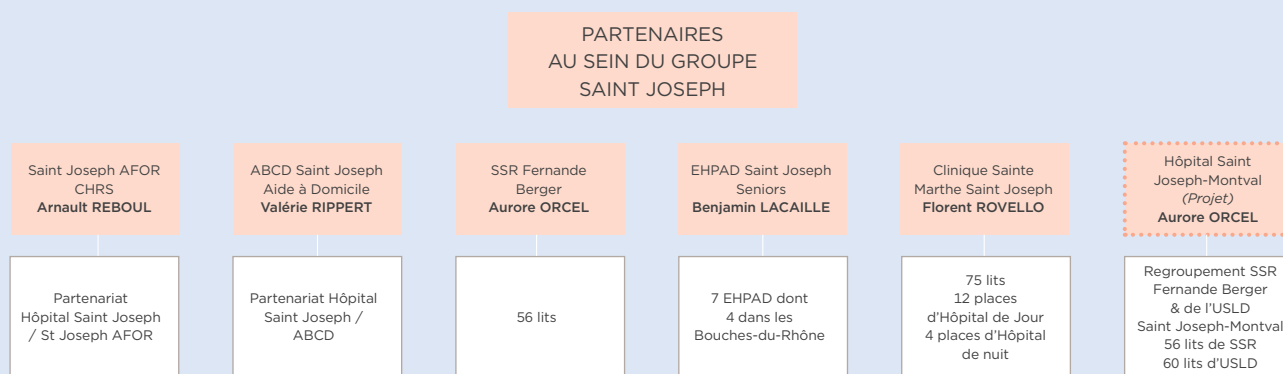 PARTENAIRES
AU SEIN DU GROUPE
SAINT JOSEPH
Saint Joseph AFOR
CHRS
Arnault REBOUL
Partenariat
Hôpital Saint Joseph
/ St Joseph AFOR
ABCD Saint Joseph
Aide à Domicile
Valérie RIPPERT
Partenariat Hôpital
Saint Joseph /
ABCD
SSR Fernande
Berger
Aurore ORCEL
56 lits
EHPAD Saint Joseph
Seniors
Benjamin LACAILLE
7 EHPAD dont
4 dans les
Bouches-du-Rhône
Clinique Sainte
Marthe Saint Joseph
Florent ROVELLO
75 lits
12 places
d'Hôpital de Jour
4 places d'Hôpital
de nuit
Hôpital Saint
Joseph-Montval
(Projet)
Aurore ORCEL
Regroupement SSR
Fernande Berger
& de l'USLD
Saint Joseph-Montval
56 lits de SSR
60 lits d'USLD